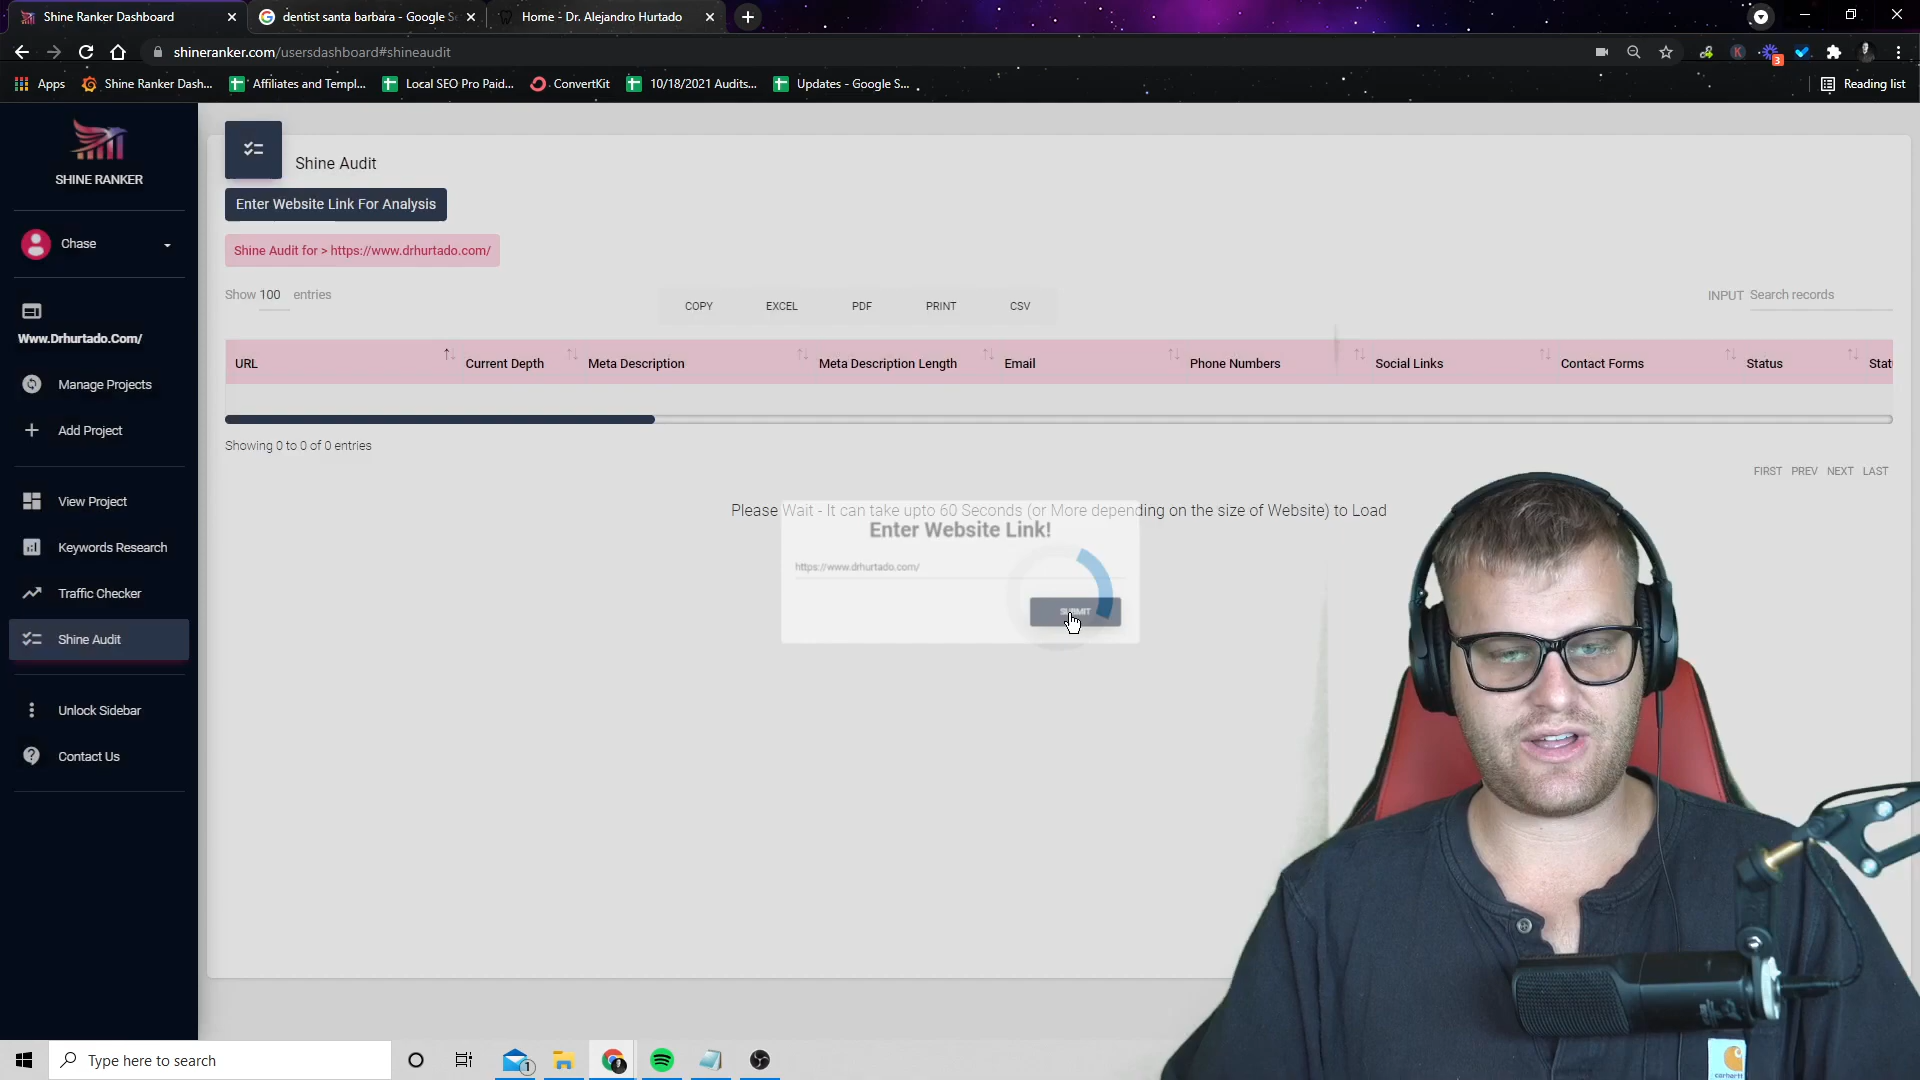 Shine Ranker Dashboard
dentist santa barbara - Google S
Home - Dr. Alejandro Hurtado
shineranker.com/usersdashboard#shineaudit
3
Apps
Shine Ranker Dash...
Affiliates and Templ...
Local SEO Pro Paid...
ConvertKit
10/18/2021 Audits...
Updates - Google S...
Reading list
SHINE RANKER
Chase
Www.Drhurtado.Com/
Manage Projects
Add Project
View Project
Keywords Research
Traffic Checker
Shine Audit
Unlock Sidebar
Contact Us
Shine Audit
Enter Website Link For Analysis
Shine Audit for > https://www.drhurtado.com/
Show 100 entries
COPY EXCEL PDF PRINT CSV
INPUT Search records
URL Current Depth Meta Description Meta Description Length Email Phone Numbers Social Links Contact Forms Status Stat
Showing 0 to 0 of 0 entries
FIRST PREV NEXT LAST
Please Wait - It can take upto 60 Seconds (or More depending on the size of Website) to Load
Enter Website Link!
https://www.drhurtado.com/
SUBMIT
Type here to search
1
carhartt